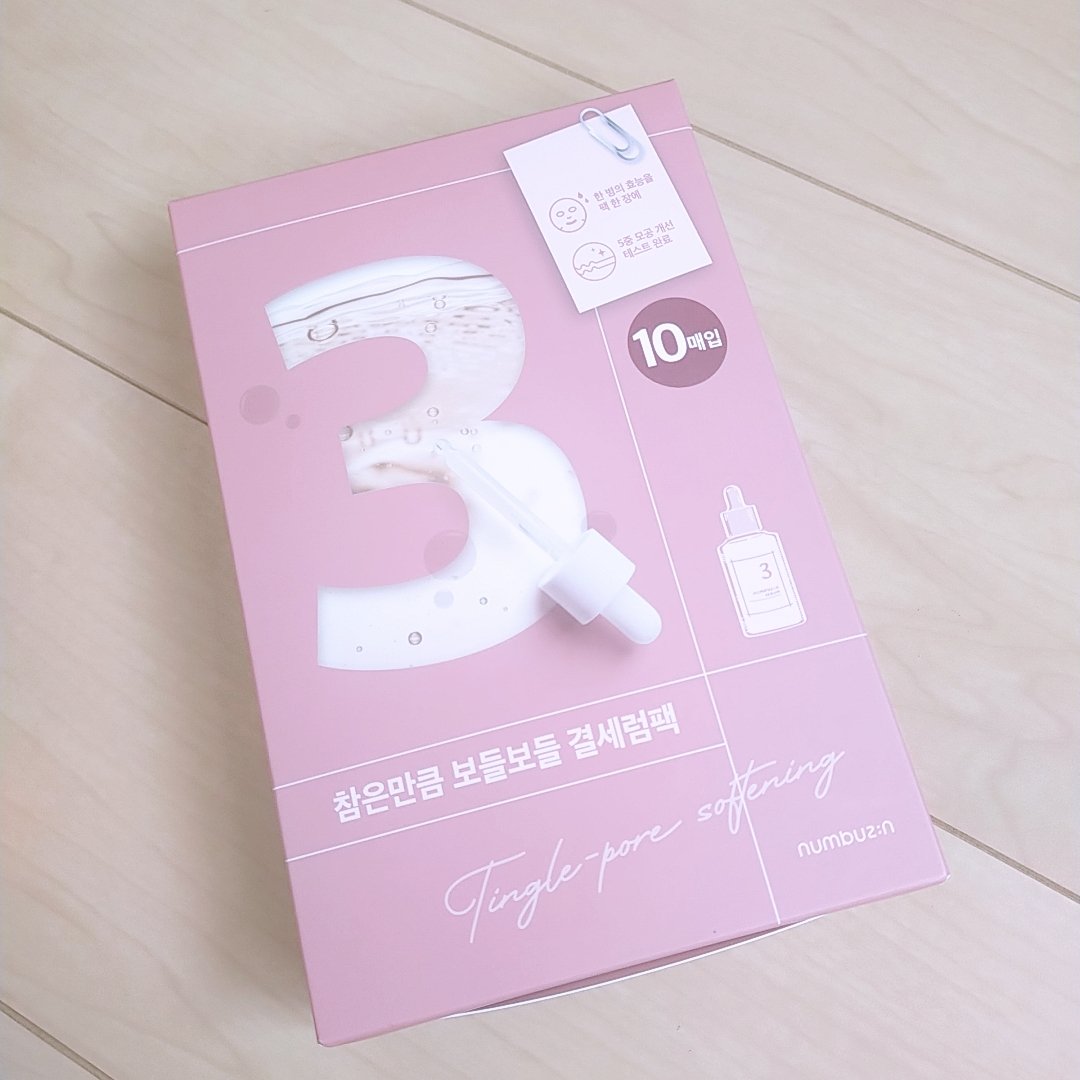 한 병의 효능을
팩 한 장에
5중 모공 개선
테스트 완료
10매입
3
3
참은만큼 보들보들 결세럼팩
Tingle-pore softening
numbuz:n